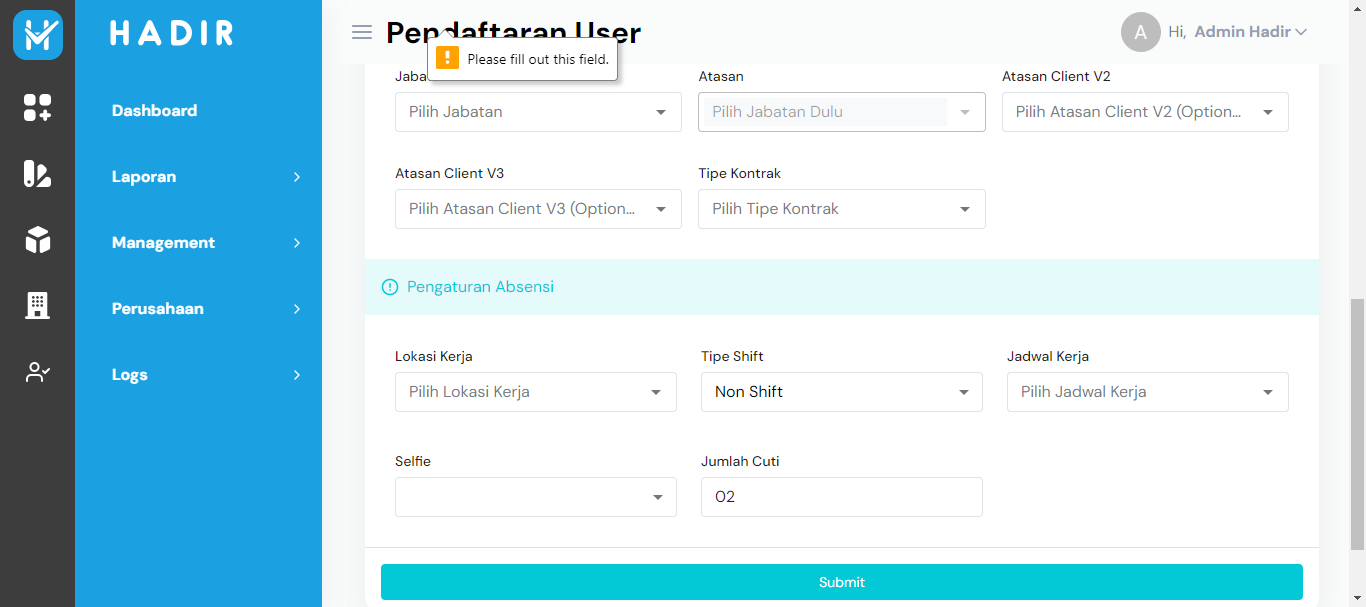 HADIR
Dashboard
Laporan
Management
Perusahaan
Logs
Pendaftaran User
Hi, Admin Hadir
A
Please fill out this field.
Atasan
Atasan Client V2
Pilih Jabatan
Pilih Jabatan Dulu
Pilih Atasan Client V2 (Option...
Atasan Client V3
Tipe Kontrak
Pilih Atasan Client V3 (Option...
Pilih Tipe Kontrak
Pengaturan Absensi
Lokasi Kerja
Tipe Shift
Jadwal Kerja
Pilih Lokasi Kerja
Non Shift
Pilih Jadwal Kerja
Selfie
Jumlah Cuti
02
Submit